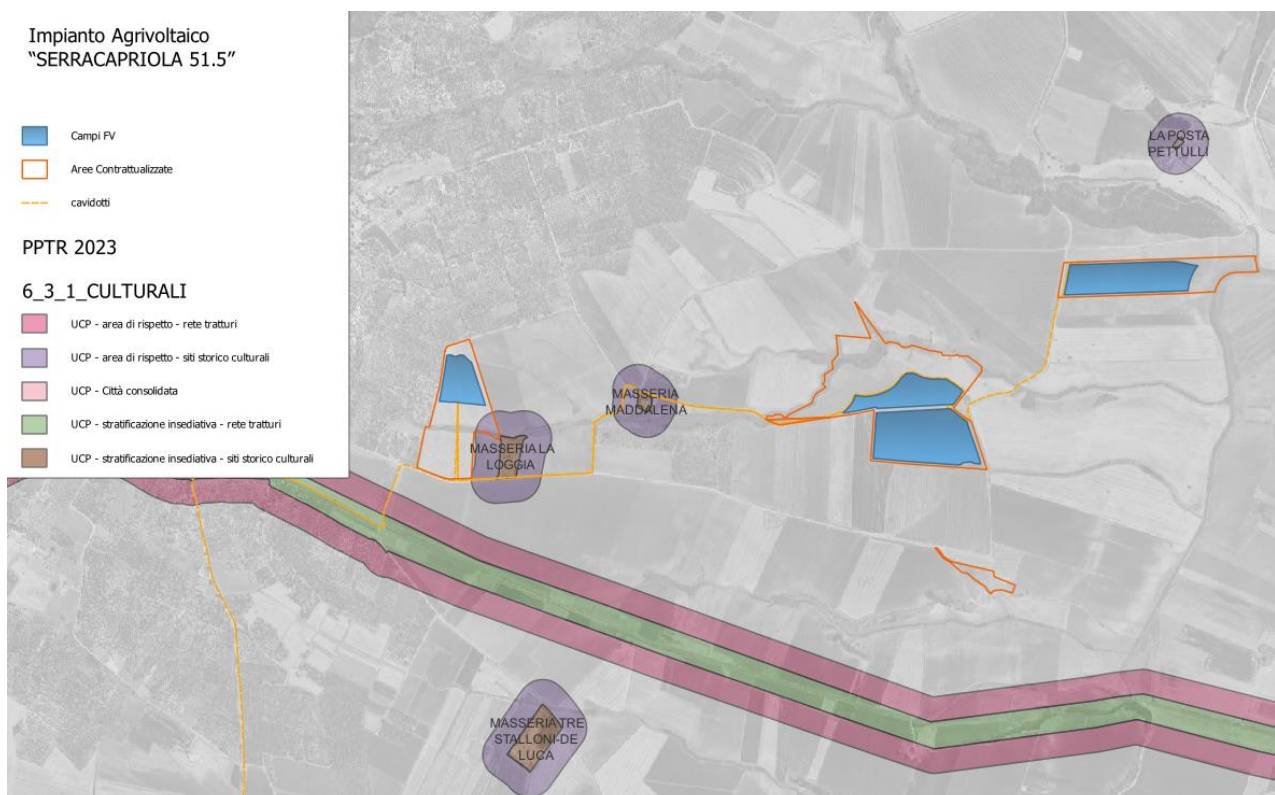 Impianto Agrivoltaico
“SERRACAPRIOLA 51.5”
Campi FV
Aree Contrattualizzate
cavidotti
PPTR 2023
6_3_1_CULTURALI
UCP - area di rispetto - rete tratturi
UCP - area di rispetto - siti storico culturali
UCP - Città consolidata
UCP - stratificazione insediativa - rete tratturi
UCP - stratificazione insediativa - siti storico culturali
LA POSTA
PETTULLI
MASSERIA
MADDALENA
MASSERIA LA
LOGGIA
MASSERIA TRE
STALLONI-DE
LUCA